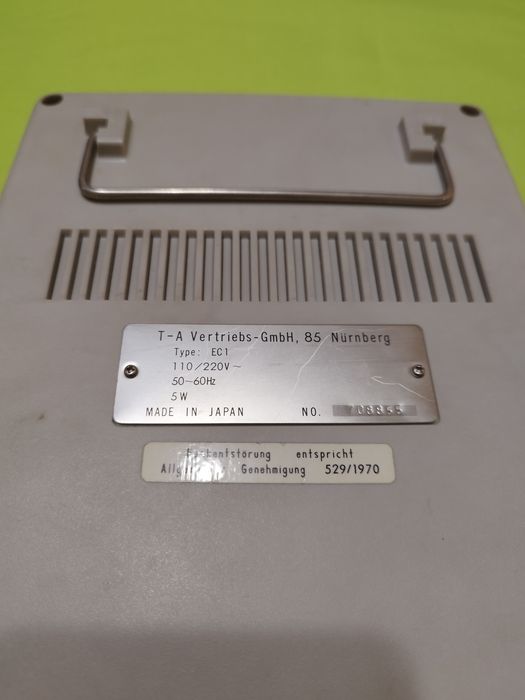 T-A Vertriebs-GmbH, 85 Nürnberg
Type: EC1
110/220V~
50-60Hz
5W
MADE IN JAPAN NO.
entspricht
Genehmigung 529/1970